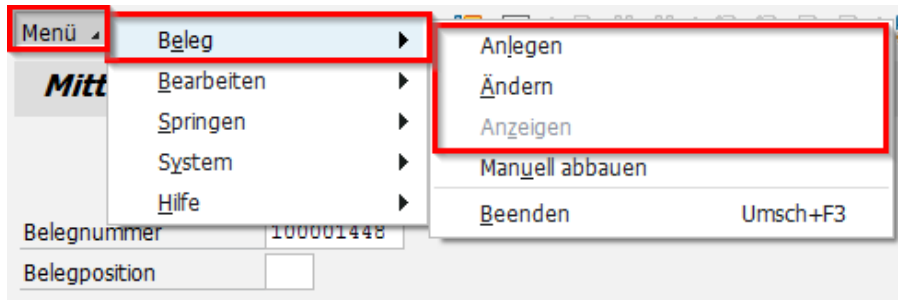 Menü
Beleg
Anlegen
Mitt
Bearbeiten
Ändern
Springen
Anzeigen
System
Manuell abbauen
Hilfe
Beenden Umsch+F3
Belegnummer 100001448
Belegposition